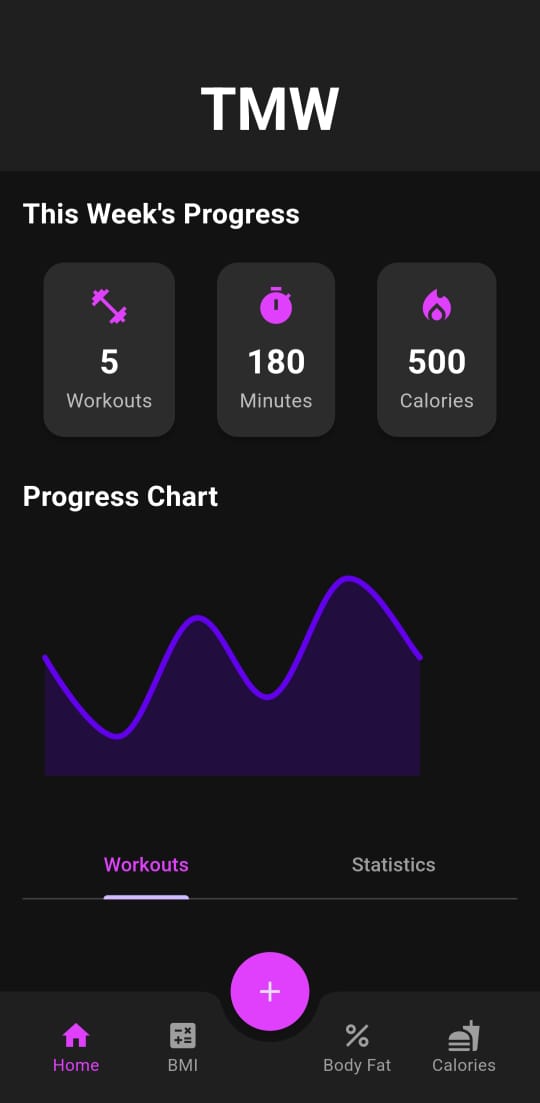 TMW
This Week's Progress
5 180 500
Workouts Minutes Calories
Progress Chart
Workouts Statistics
+
Home BMI Body Fat Calories